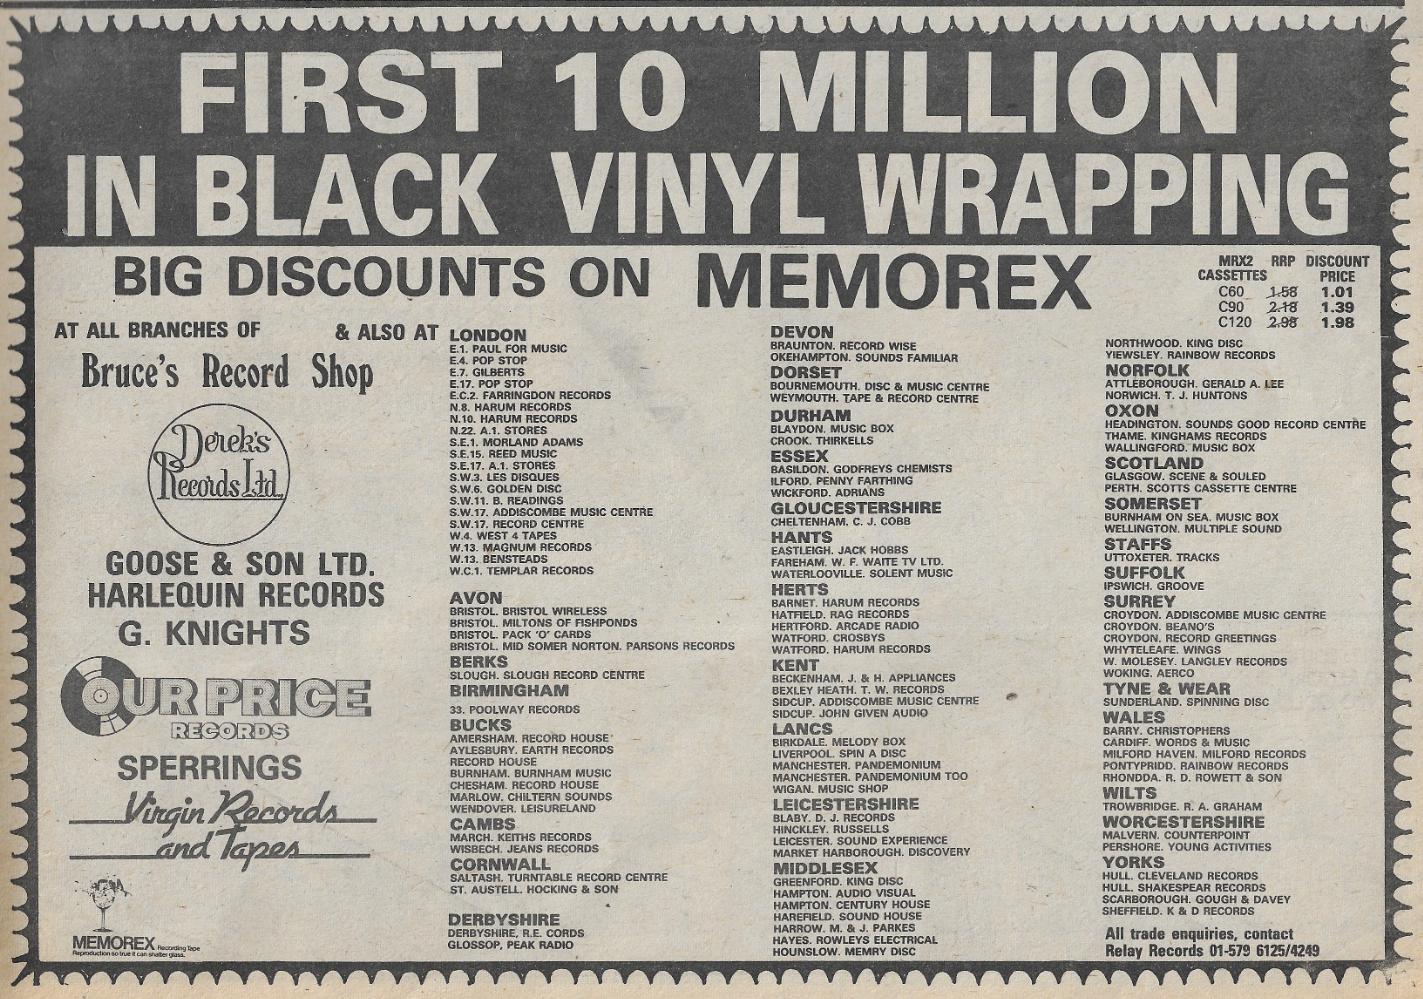 FIRST 10 MILLION
IN BLACK VINYL WRAPPING
BIG DISCOUNTS ON MEMOREX
MRX2 RRP DISCOUNT
CASSETTES PRICE
C60 1.58 1.01
C90 2.18 1.39
C120 2.98 1.98
AT ALL BRANCHES OF & ALSO AT
Bruce's Record Shop
Derek's
Records Ltd.
GOOSE & SON LTD.
HARLEQUIN RECORDS
G. KNIGHTS
OUR PRICE
RECORDS
SPERRINGS
Virgin Records
and Tapes
MEMOREX Recording Tape
Reproduction so true it can shatter glass.
LONDON
E.1. PAUL FOR MUSIC
E.4. POP STOP
E.7. GILBERTS
E.17. POP STOP
E.C.2. FARRINGDON RECORDS
N.8. HARUM RECORDS
N.10. HARUM RECORDS
N.22. A.1. STORES
S.E.1. MORLAND ADAMS
S.E.15. REED MUSIC
S.E.17. A.1. STORES
S.W.3. LES DISQUES
S.W.6. GOLDEN DISC
S.W.11. B. READINGS
S.W.17. ADDISCOMBE MUSIC CENTRE
S.W.17. RECORD CENTRE
W.4. WEST 4 TAPES
W.13. MAGNUM RECORDS
W.13. BENSTEADS
W.C.1. TEMPLAR RECORDS
AVON
BRISTOL. BRISTOL WIRELESS
BRISTOL. MILTONS OF FISHPONDS
BRISTOL. PACK 'O' CARDS
BRISTOL. MID SOMER NORTON. PARSONS RECORDS
BERKS
SLOUGH. SLOUGH RECORD CENTRE
BIRMINGHAM
33. POOLWAY RECORDS
BUCKS
AMERSHAM. RECORD HOUSE
AYLESBURY. EARTH RECORDS
RECORD HOUSE
BURNHAM. BURNHAM MUSIC
CHESHAM. RECORD HOUSE
MARLOW. CHILTERN SOUNDS
WENDOVER. LEISURELAND
CAMBS
MARCH. KEITHS RECORDS
WISBECH. JEANS RECORDS
CORNWALL
SALTASH. TURNTABLE RECORD CENTRE
ST. AUSTELL. HOCKING & SON
DERBYSHIRE
DERBYSHIRE, R.E. CORDS
GLOSSOP, PEAK RADIO
DEVON
BRAUNTON. RECORD WISE
OKEHAMPTON. SOUNDS FAMILIAR
DORSET
BOURNEMOUTH. DISC & MUSIC CENTRE
WEYMOUTH. TAPE & RECORD CENTRE
DURHAM
BLAYDON. MUSIC BOX
CROOK. THIRKELLS
ESSEX
BASILDON. GODFREYS CHEMISTS
ILFORD. PENNY FARTHING
WICKFORD. ADRIANS
GLOUCESTERSHIRE
CHELTENHAM. C. J. COBB
HANTS
EASTLEIGH. JACK HOBBS
FAREHAM. W. F. WAITE TV LTD.
WATERLOOVILLE. SOLENT MUSIC
HERTS
BARNET. HARUM RECORDS
HATFIELD. RAG RECORDS
HERTFORD. ARCADE RADIO
WATFORD. CROSBYS
WATFORD. HARUM RECORDS
KENT
BECKENHAM. J. & H. APPLIANCES
BEXLEY HEATH. T. W. RECORDS
SIDCUP. ADDISCOMBE MUSIC CENTRE
SIDCUP. JOHN GIVEN AUDIO
LANCS
BIRKDALE. MELODY BOX
LIVERPOOL. SPIN A DISC
MANCHESTER. PANDEMONIUM
MANCHESTER. PANDEMONIUM TOO
WIGAN. MUSIC SHOP
LEICESTERSHIRE
BLABY. D. J. RECORDS
HINCKLEY. RUSSELLS
LEICESTER. SOUND EXPERIENCE
MARKET HARBOROUGH. DISCOVERY
MIDDLESEX
GREENFORD. KING DISC
HAMPTON. AUDIO VISUAL
HAMPTON. CENTURY HOUSE
HAREFIELD. SOUND HOUSE
HARROW. M. & J. PARKES
HAYES. ROWLEYS ELECTRICAL
HOUNSLOW. MEMRY DISC
NORTHWOOD. KING DISC
YIEWSLEY. RAINBOW RECORDS
NORFOLK
ATTLEBOROUGH. GERALD A. LEE
NORWICH. T. J. HUNTONS
OXON
HEADINGTON. SOUNDS GOOD RECORD CENTRE
THAME. KINGHAMS RECORDS
WALLINGFORD. MUSIC BOX
SCOTLAND
GLASGOW. SCENE & SOULED
PERTH. SCOTTS CASSETTE CENTRE
SOMERSET
BURNHAM ON SEA. MUSIC BOX
WELLINGTON. MULTIPLE SOUND
STAFFS
UTTOXETER. TRACKS
SUFFOLK
IPSWICH. GROOVE
SURREY
CROYDON. ADDISCOMBE MUSIC CENTRE
CROYDON. BEANO'S
CROYDON. RECORD GREETINGS
WHYTELEAFE. WINGS
W. MOLESEY. LANGLEY RECORDS
WOKING. AERCO
TYNE & WEAR
SUNDERLAND. SPINNING DISC
WALES
BARRY. CHRISTOPHERS
CARDIFF. WORDS & MUSIC
MILFORD HAVEN. MILFORD RECORDS
PONTYPRIDD. RAINBOW RECORDS
RHONDDA. R. D. ROWETT & SON
WILTS
TROWBRIDGE. R. A. GRAHAM
WORCESTERSHIRE
MALVERN. COUNTERPOINT
PERSHORE. YOUNG ACTIVITIES
YORKS
HULL. CLEVELAND RECORDS
HULL. SHAKESPEAR RECORDS
SCARBOROUGH. GOUGH & DAVEY
SHEFFIELD. K & D RECORDS
All trade enquiries, contact
Relay Records 01-579 6125/4249